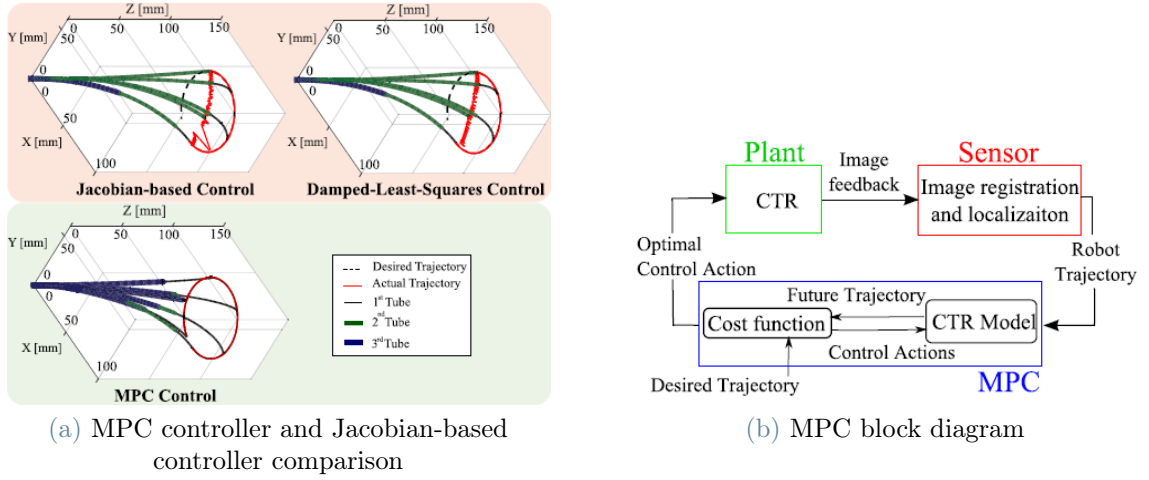 Z [mm]
0 50 100 150
Y [mm]
50
0
0
50
X [mm]
100
Jacobian-based Control
Z [mm]
0 50 100 150
Y [mm]
50
0
0
50
X [mm]
100
Damped-Least-Squares Control
Z [mm]
0 50 100 150
Y [mm]
50
0
0
50
X [mm]
100
MPC Control
Desired Trajectory
Actual Trajectory
1st Tube
2nd Tube
3rd Tube
(a) MPC controller and Jacobian-based
controller comparison
Plant
CTR
Image
feedback
Sensor
Image registration
and localizaiton
Optimal
Control Action
Robot
Trajectory
Future Trajectory
Cost function
CTR Model
Control Actions
Desired Trajectory
MPC
(b) MPC block diagram